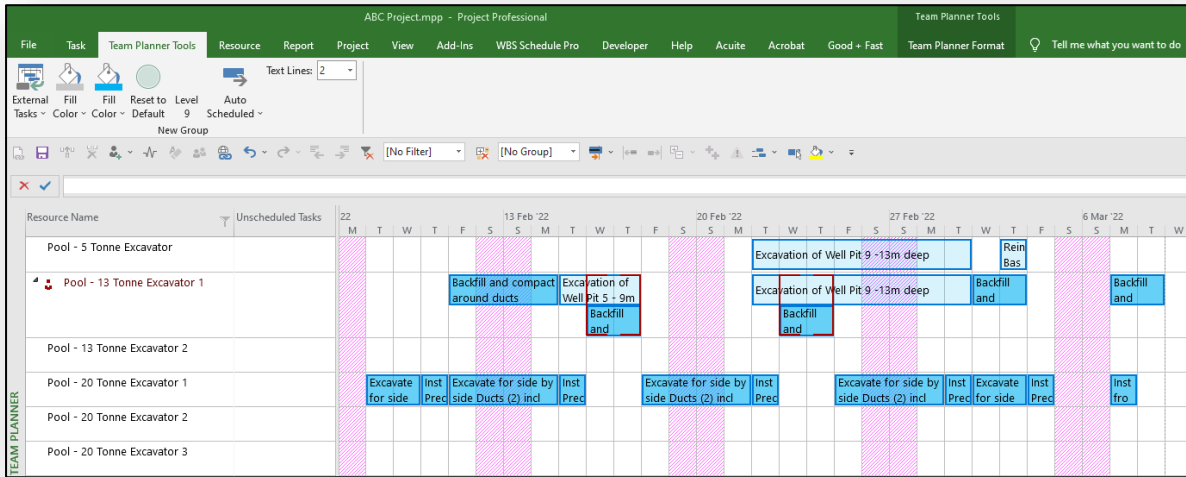 ABC Project.mpp - Project Professional
Team Planner Tools
File Task Team Planner Tools Resource Report Project View Add-Ins WBS Schedule Pro Developer Help Acuite Acrobat Good + Fast Team Planner Format Tell me what you want to do
Text Lines: 2
External Fill Fill Reset to Level Auto
Tasks Color Color Default 9 Scheduled
New Group
[No Filter] [No Group]
Resource Name Unscheduled Tasks 22 13 Feb '22 20 Feb '22 27 Feb '22 6 Mar '22
M T W T F S S M T W T F S S M T W T F S S M T W T F S S M T W
Pool - 5 Tonne Excavator Excavation of Well Pit 9 -13m deep Rein
Bas
Pool - 13 Tonne Excavator 1 Backfill and compact Excavation of Excavation of Well Pit 9 -13m deep Backfill Backfill
around ducts Well Pit 5 - 9m and and
Backfill Backfill
and and
Pool - 13 Tonne Excavator 2
Pool - 20 Tonne Excavator 1 Excavate Inst Excavate for side by Inst Excavate for side by Inst Excavate for side by Inst Excavate Inst Inst
for side Prec side Ducts (2) incl Prec side Ducts (2) incl Prec side Ducts (2) incl Prec for side Prec fro
Pool - 20 Tonne Excavator 2
Pool - 20 Tonne Excavator 3
TEAM PLANNER